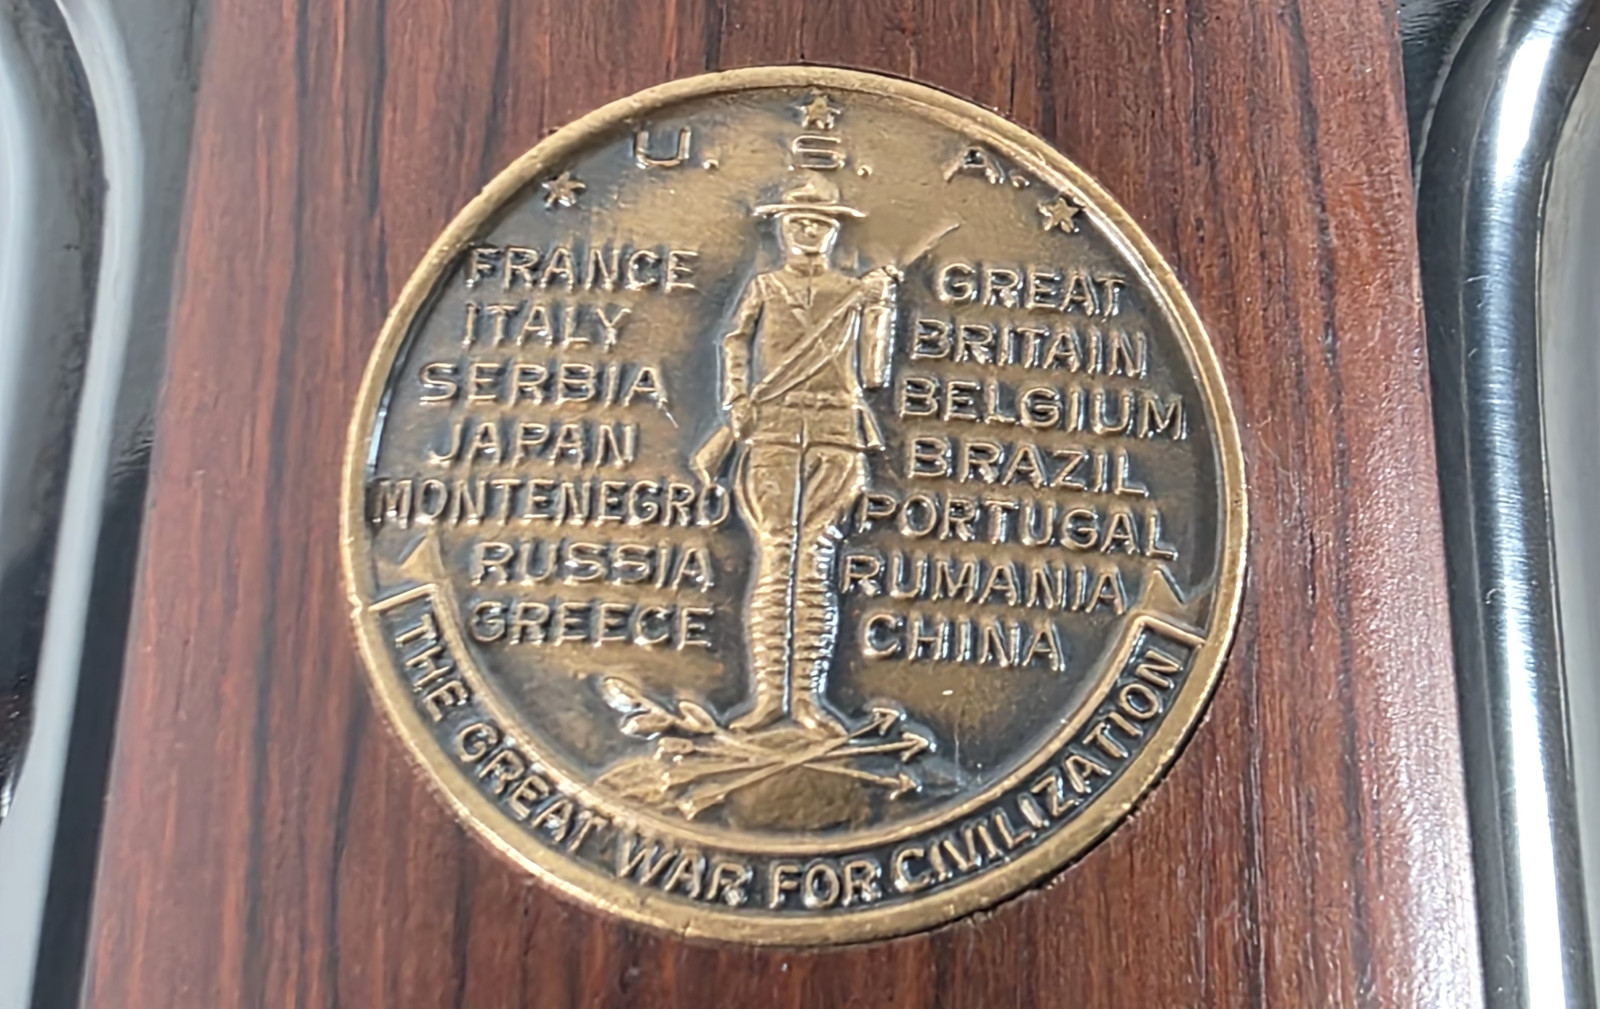 U. S. A.
FRANCE
ITALY
SERBIA
JAPAN
MONTENEGRO
RUSSIA
GREECE
GREAT
BRITAIN
BELGIUM
BRAZIL
PORTUGAL
RUMANIA
CHINA
THE GREAT WAR FOR CIVILIZATION